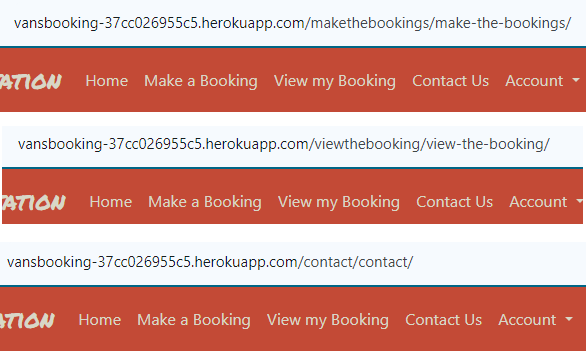 vansbooking-37cc026955c5.herokuapp.com/makethebookings/make-the-bookings/
ATION Home Make a Booking View my Booking Contact Us Account
vansbooking-37cc026955c5.herokuapp.com/viewthebooking/view-the-booking/
ATION Home Make a Booking View my Booking Contact Us Account
vansbooking-37cc026955c5.herokuapp.com/contact/contact/
ATION Home Make a Booking View my Booking Contact Us Account